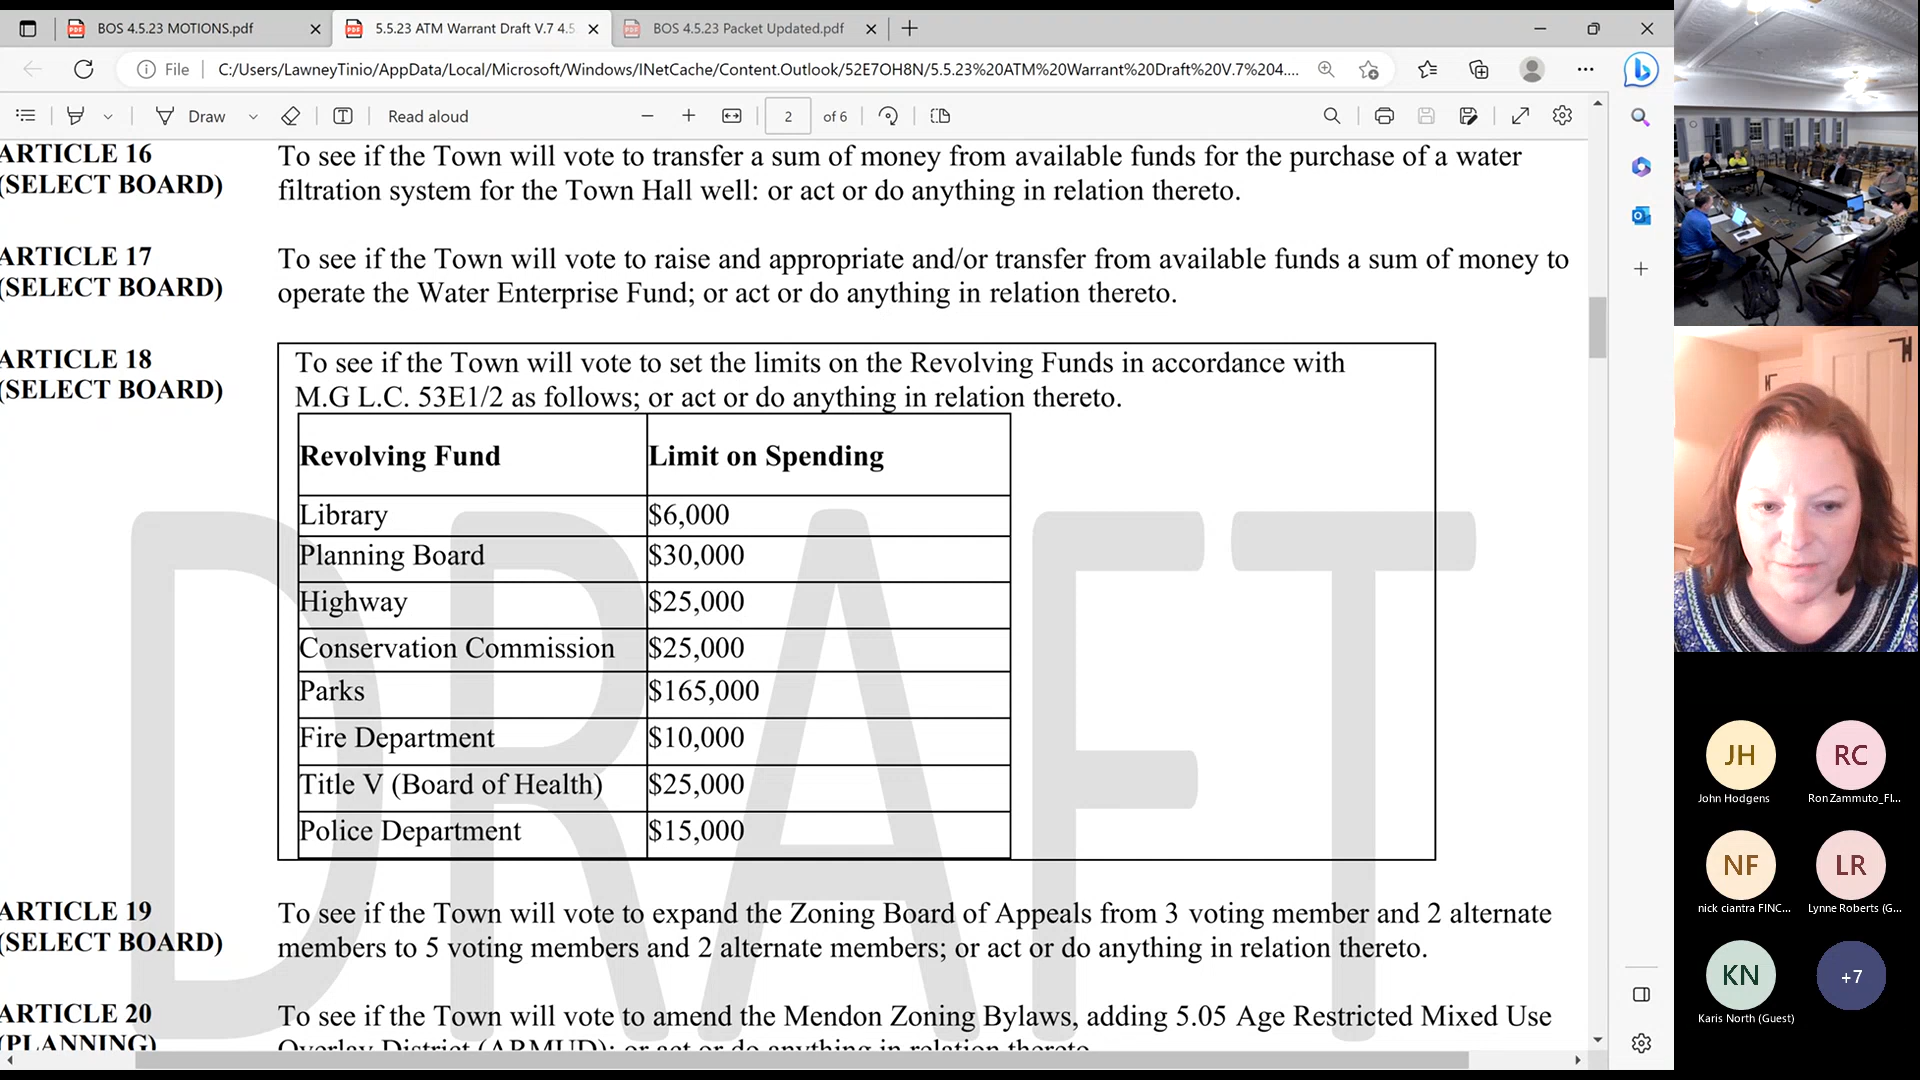 BOS 4.5.23 MOTIONS.pdf
5.5.23 ATM Warrant Draft V.7 4.5
BOS 4.5.23 Packet Updated.pdf
File
C:/Users/LawneyTinio/AppData/Local/Microsoft/Windows/INetCache/Content.Outlook/52E7OH8N/5.5.23%20ATM%20Warrant%20Draft%20V.7%204....
Draw
Read aloud
2
of 6
ARTICLE 16
(SELECT BOARD)
To see if the Town will vote to transfer a sum of money from available funds for the purchase of a water
filtration system for the Town Hall well: or act or do anything in relation thereto.
ARTICLE 17
(SELECT BOARD)
To see if the Town will vote to raise and appropriate and/or transfer from available funds a sum of money to
operate the Water Enterprise Fund; or act or do anything in relation thereto.
ARTICLE 18
(SELECT BOARD)
To see if the Town will vote to set the limits on the Revolving Funds in accordance with
M.G L.C. 53E1/2 as follows; or act or do anything in relation thereto.
Revolving Fund Limit on Spending
Library $6,000
Planning Board $30,000
Highway $25,000
Conservation Commission $25,000
Parks $165,000
Fire Department $10,000
Title V (Board of Health) $25,000
Police Department $15,000
DRAFT
ARTICLE 19
(SELECT BOARD)
To see if the Town will vote to expand the Zoning Board of Appeals from 3 voting member and 2 alternate
members to 5 voting members and 2 alternate members; or act or do anything in relation thereto.
ARTICLE 20
(PLANNING)
To see if the Town will vote to amend the Mendon Zoning Bylaws, adding 5.05 Age Restricted Mixed Use
Overlay District (ARMUD); or act or do anything in relation thereto
JH
John Hodgens
RC
Ron Zammuto_FI...
NF
nick ciantra FINC...
LR
Lynne Roberts (G...
KN
Karis North (Guest)
+7